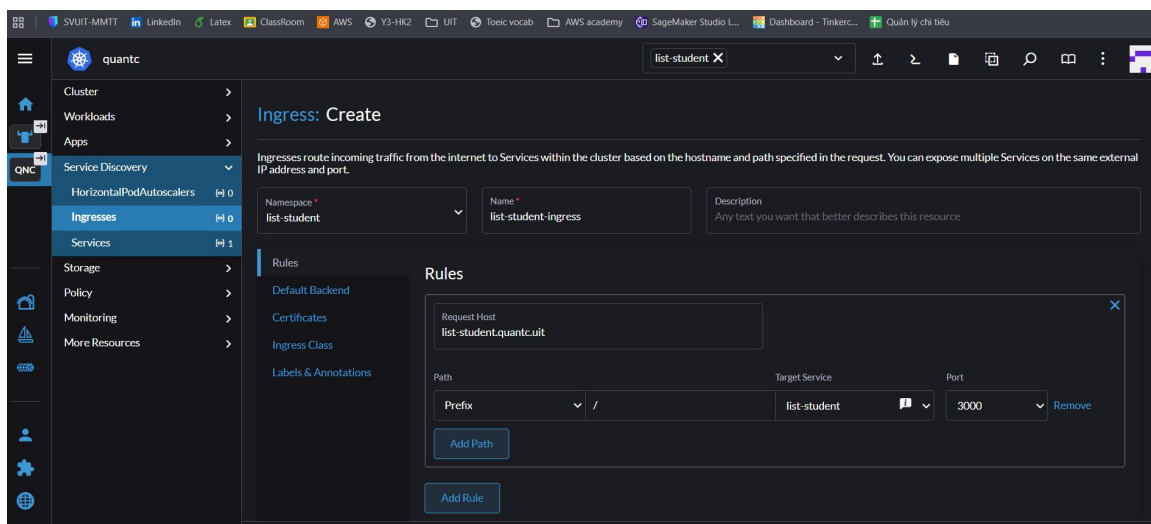 SVUIT-MMTT LinkedIn Latex ClassRoom AWS Y3-HK2 UIT Toeic vocab AWS academy SageMaker Studio L... Dashboard - Tinkerc... Quản lý chi tiêu
quantc
list-student
Cluster
Workloads
Apps
QNC
Service Discovery
HorizontalPodAutoscalers 0
Ingresses 0
Services 1
Storage
Policy
Monitoring
More Resources
Ingress: Create
Ingresses route incoming traffic from the internet to Services within the cluster based on the hostname and path specified in the request. You can expose multiple Services on the same external
IP address and port.
Namespace *
list-student
Name *
list-student-ingress
Description
Any text you want that better describes this resource
Rules
Default Backend
Certificates
Ingress Class
Labels & Annotations
Rules
Request Host
list-student.quantc.uit
Path Target Service Port
Prefix / list-student 3000 Remove
Add Path
Add Rule